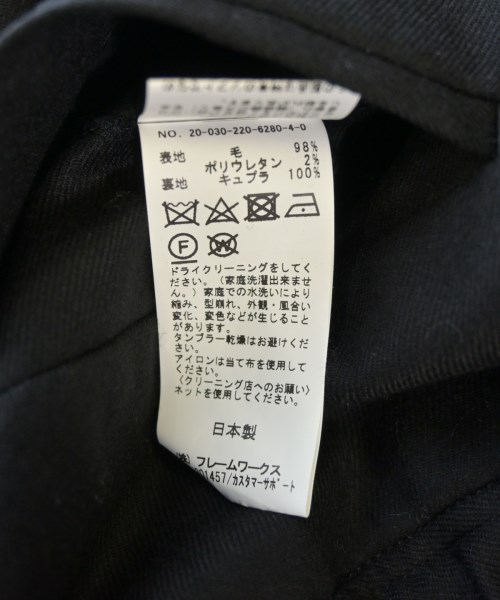 NO. 20-030-220-6280-4-0
表地 毛 98%
ポリウレタン 2%
裏地 キュプラ 100%
F W
ドライクリーニングをしてく
ださい。(家庭洗濯出来ませ
ん。)家庭での水洗いにより
縮み、型崩れ、外観・風合い
変化、変色などが生じること
があります。
タンブラー乾燥はお避けくだ
さい。
アイロンは当て布を使用して
ください。
(クリーニング店へのお願い)
ネットを使用してください。
日本製
(株) フレームワークス
01457/カスタマーサポート